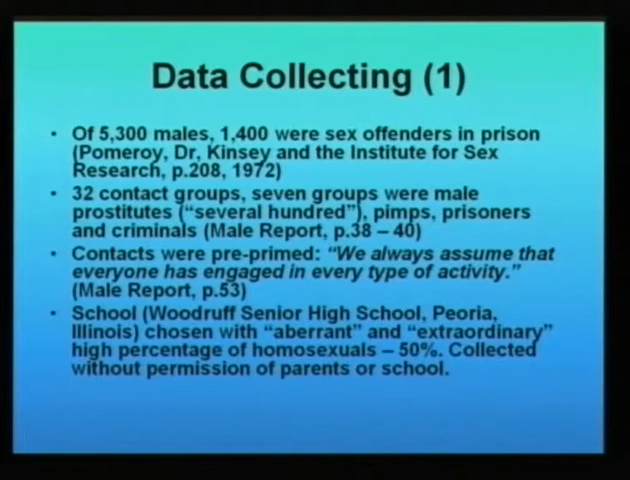 Data Collecting (1)
• Of 5,300 males, 1,400 were sex offenders in prison
(Pomeroy, Dr, Kinsey and the Institute for Sex
Research, p.208, 1972)
• 32 contact groups, seven groups were male
prostitutes ("several hundred"), pimps, prisoners
and criminals (Male Report, p.38 – 40)
• Contacts were pre-primed: "We always assume that
everyone has engaged in every type of activity."
(Male Report, p.53)
• School (Woodruff Senior High School, Peoria,
Illinois) chosen with "aberrant" and "extraordinary"
high percentage of homosexuals – 50%. Collected
without permission of parents or school.